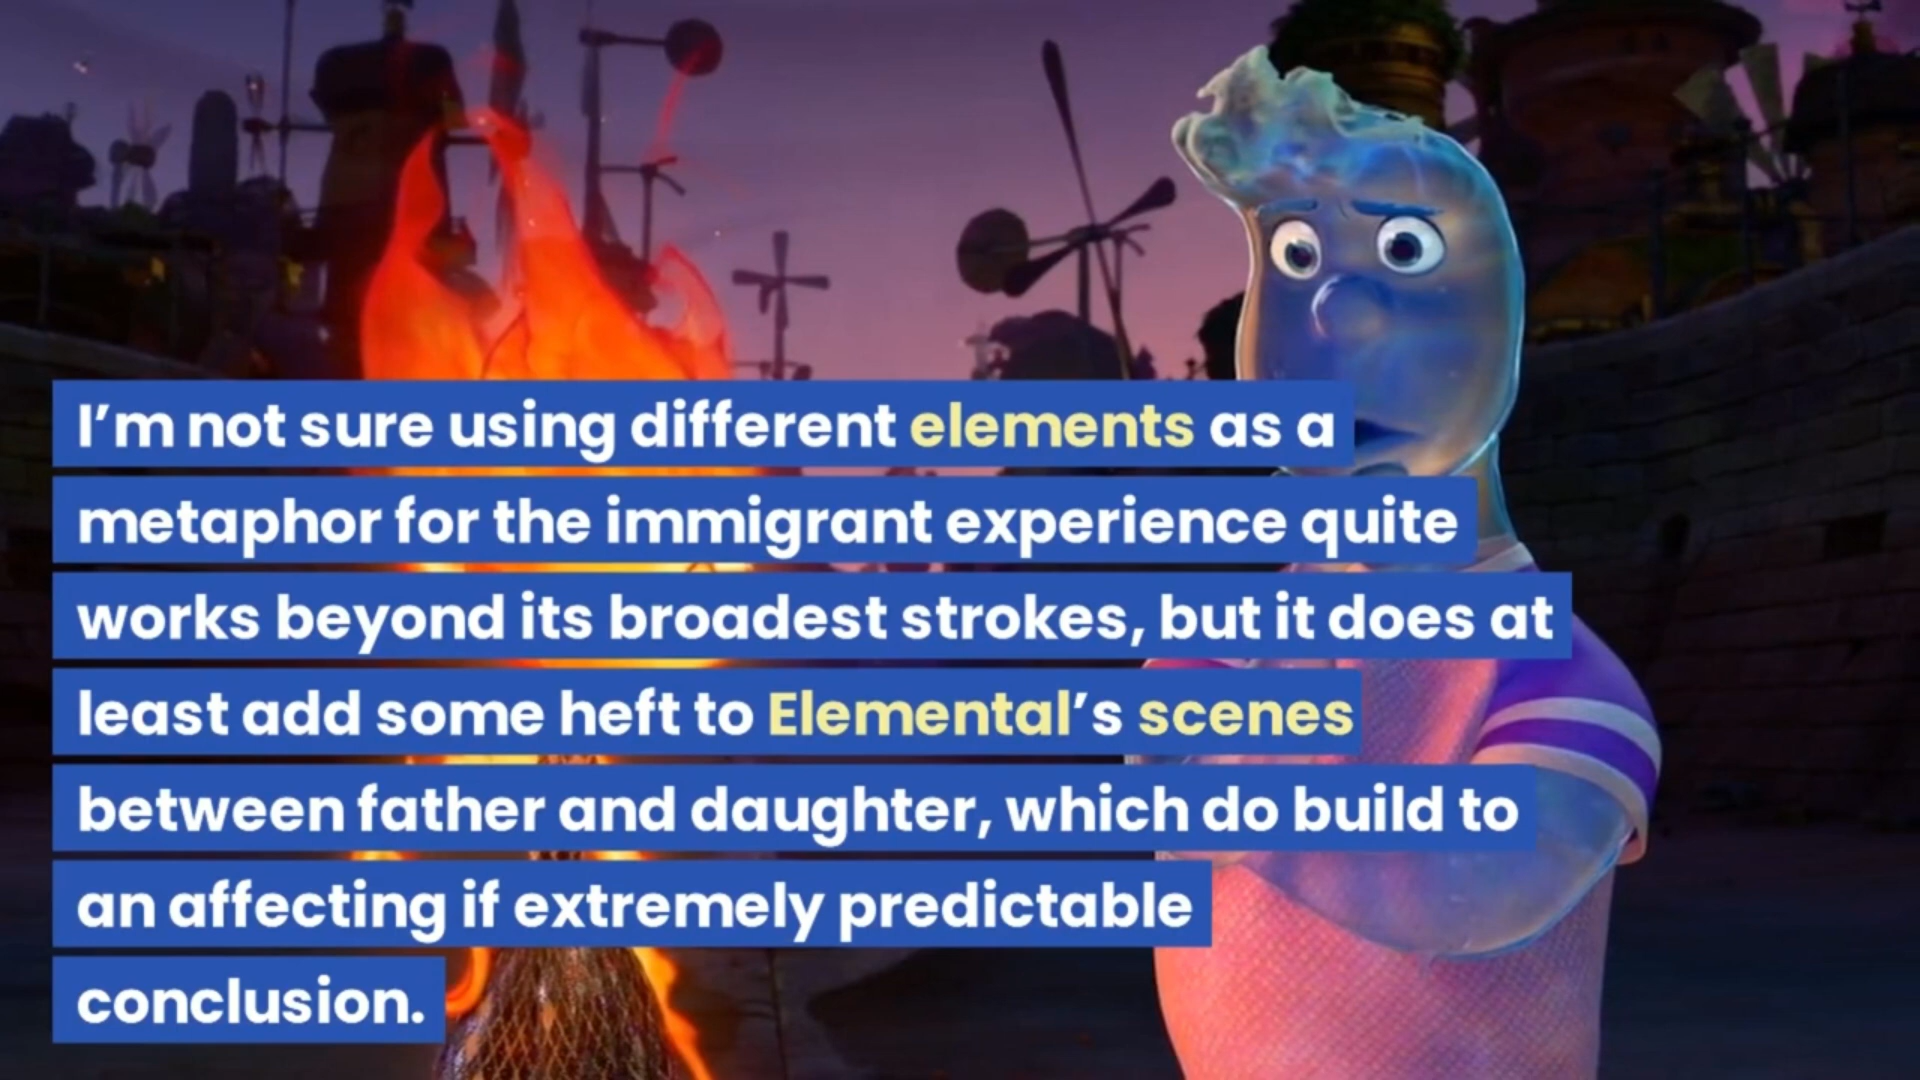 I’m not sure using different elements as a
metaphor for the immigrant experience quite
works beyond its broadest strokes, but it does at
least add some heft to Elemental’s scenes
between father and daughter, which do build to
an affecting if extremely predictable
conclusion.